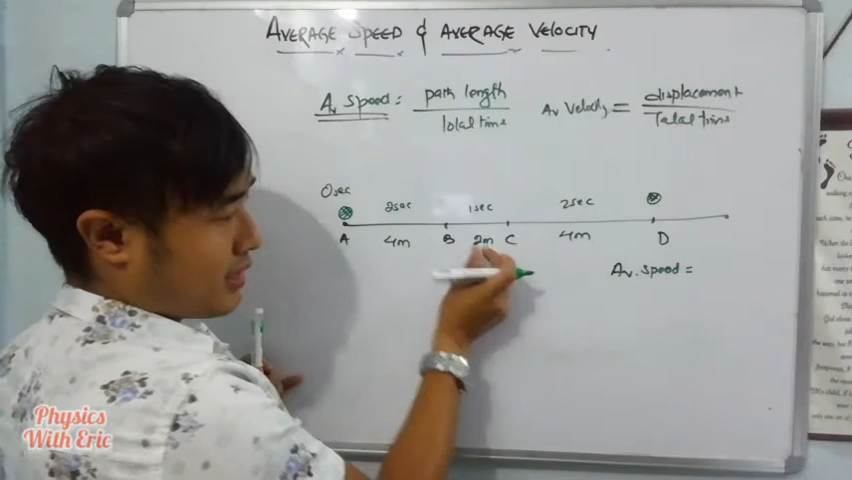 AVERAGE SPEED & AVERAGE VELOCITY
Av speed = path length / Total time
Av Velocity = displacement / Total time
0sec
2sec 1sec 2sec
A 4m B 2m C 4m D
Av. speed =
Physics
With Eric